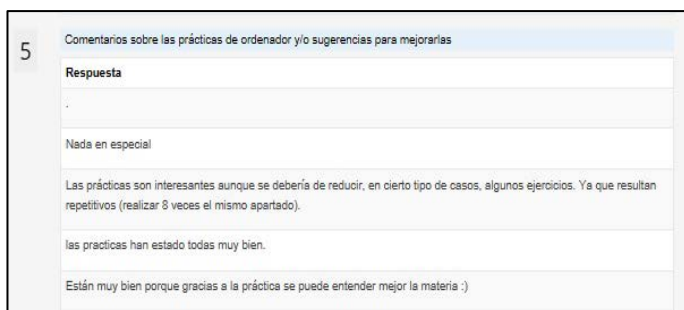 5
Comentarios sobre las prácticas de ordenador y/o sugerencias para mejorarlas
Respuesta
.
Nada en especial
Las prácticas son interesantes aunque se debería de reducir, en cierto tipo de casos, algunos ejercicios. Ya que resultan
repetitivos (realizar 8 veces el mismo apartado).
las practicas han estado todas muy bien.
Están muy bien porque gracias a la práctica se puede entender mejor la materia :)